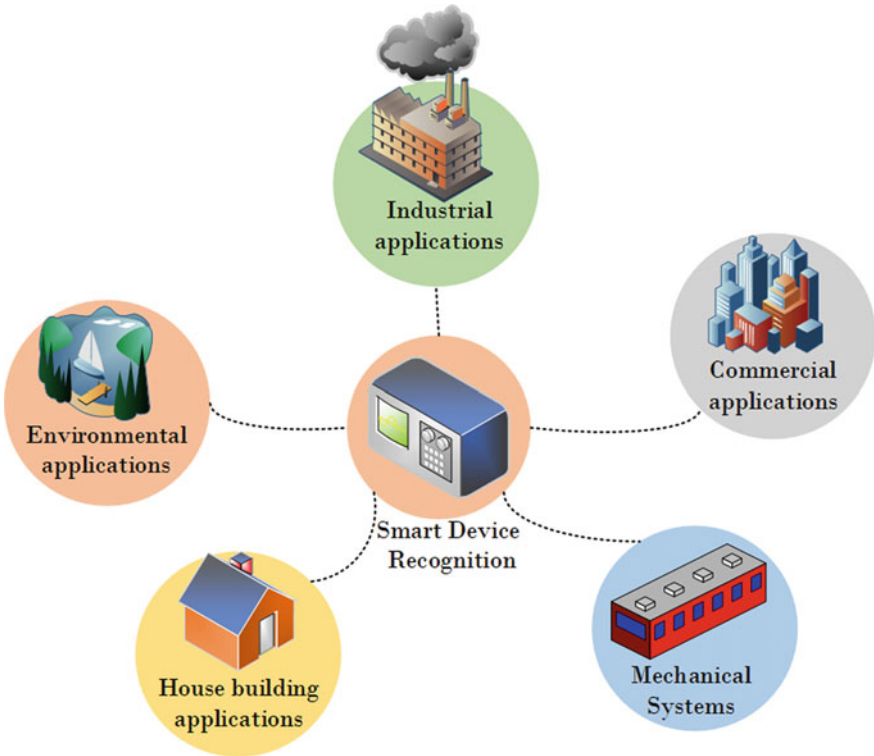 Industrial
applications
Commercial
applications
Environmental
applications
Smart Device
Recognition
House building
applications
Mechanical
Systems